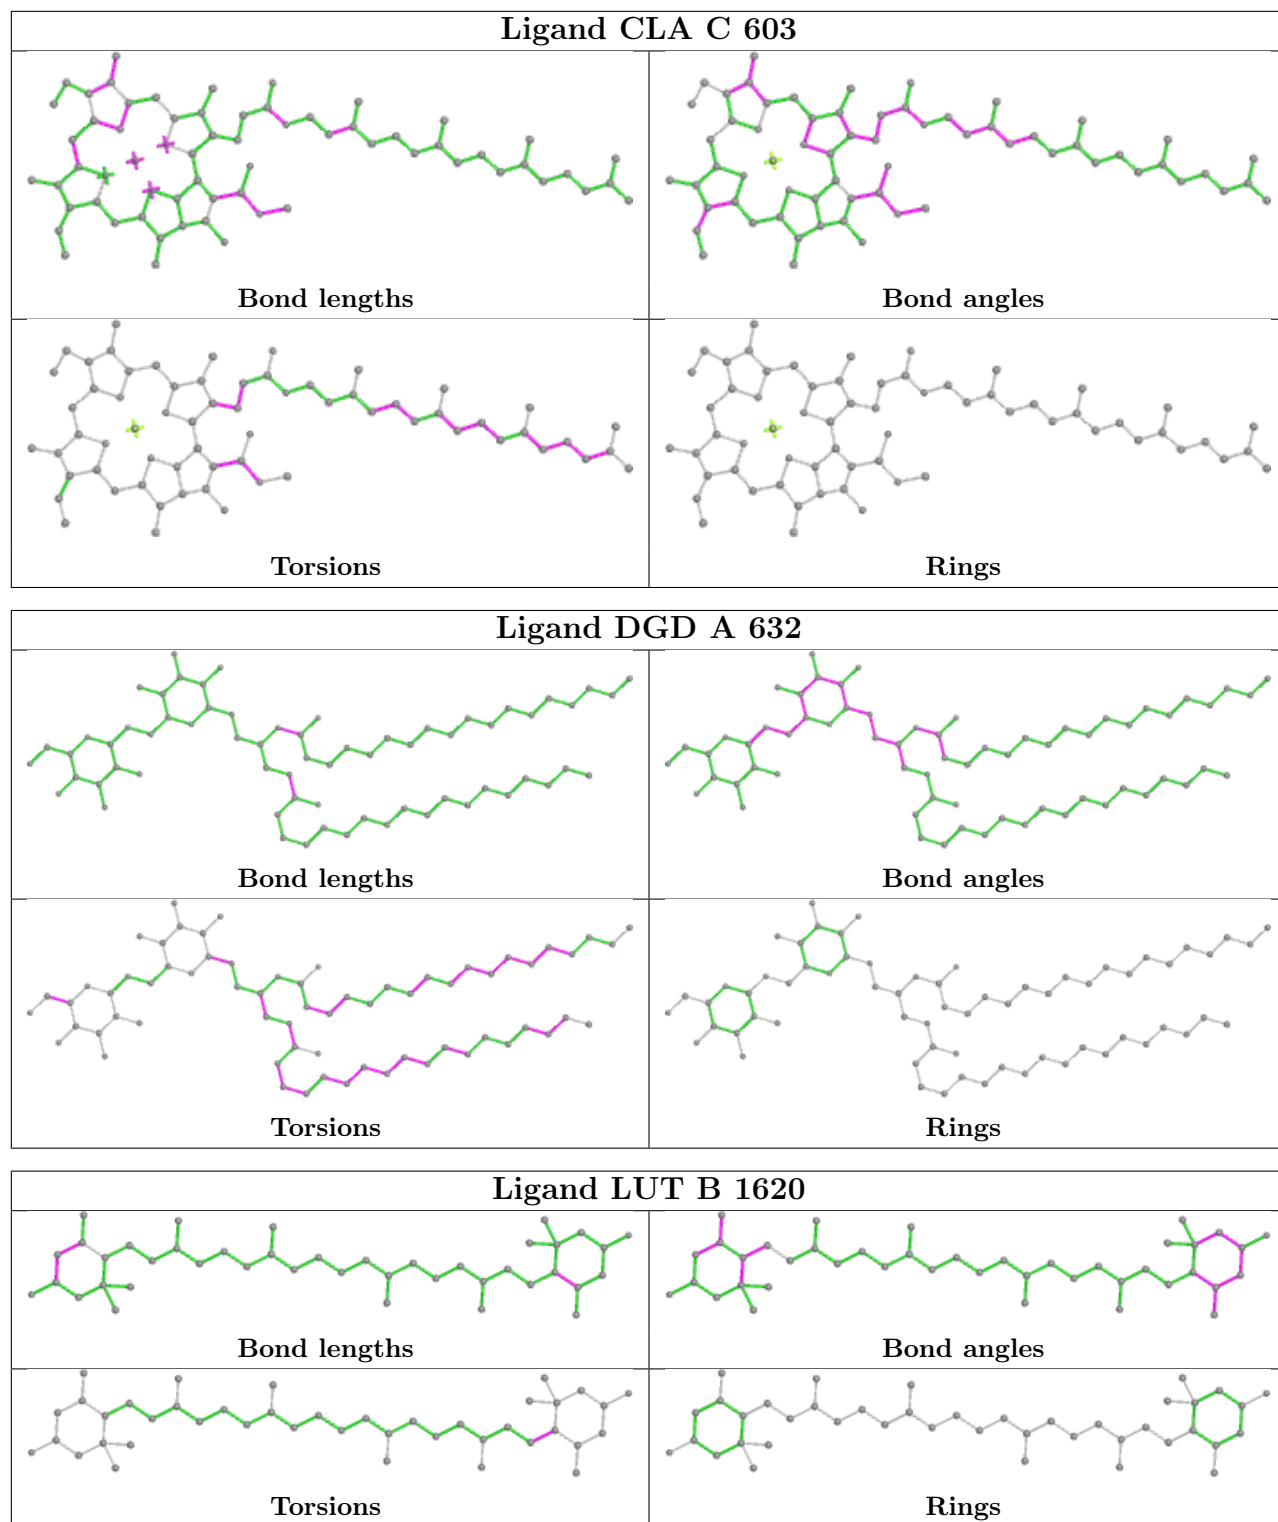 Ligand CLA C 603
Bond lengths
Bond angles
Torsions
Rings
Ligand DGD A 632
Bond lengths
Bond angles
Torsions
Rings
Ligand LUT B 1620
Bond lengths
Bond angles
Torsions
Rings